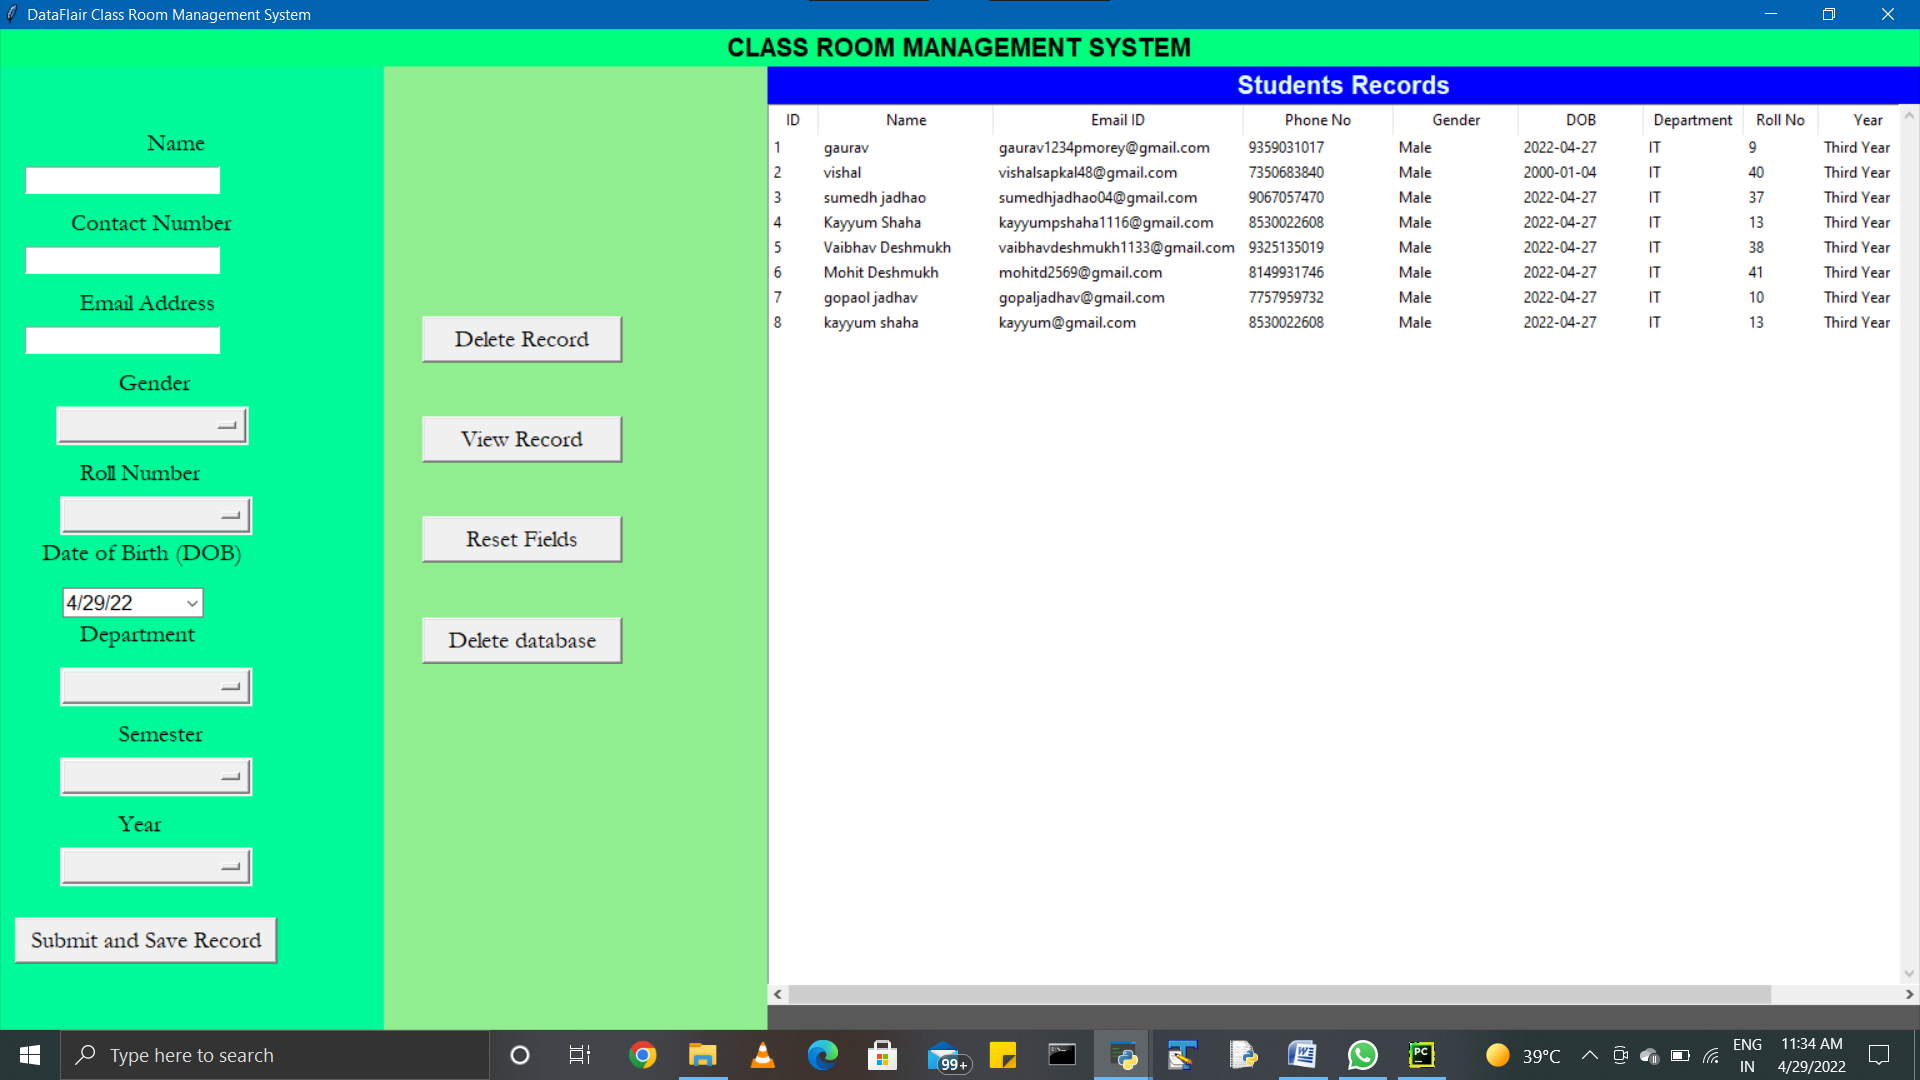 DataFlair Class Room Management System
CLASS ROOM MANAGEMENT SYSTEM
Name
Contact Number
Email Address
Gender
Roll Number
Date of Birth (DOB)
4/29/22
Department
Semester
Year
Submit and Save Record
Delete Record
View Record
Reset Fields
Delete database
Students Records
ID Name Email ID Phone No Gender DOB Department Roll No Year
1 gaurav gaurav1234pmorey@gmail.com 9359031017 Male 2022-04-27 IT 9 Third Year
2 vishal vishalsapkal48@gmail.com 7350683840 Male 2000-01-04 IT 40 Third Year
3 sumedh jadhao sumedhjadhao04@gmail.com 9067057470 Male 2022-04-27 IT 37 Third Year
4 Kayyum Shaha kayyumpshaha1116@gmail.com 8530022608 Male 2022-04-27 IT 13 Third Year
5 Vaibhav Deshmukh vaibhavdeshmukh1133@gmail.com 9325135019 Male 2022-04-27 IT 38 Third Year
6 Mohit Deshmukh mohitd2569@gmail.com 8149931746 Male 2022-04-27 IT 41 Third Year
7 gopaol jadhav gopaljadhav@gmail.com 7757959732 Male 2022-04-27 IT 10 Third Year
8 kayyum shaha kayyum@gmail.com 8530022608 Male 2022-04-27 IT 13 Third Year
Type here to search
99+
PC
39°C
ENG
IN
11:34 AM
4/29/2022